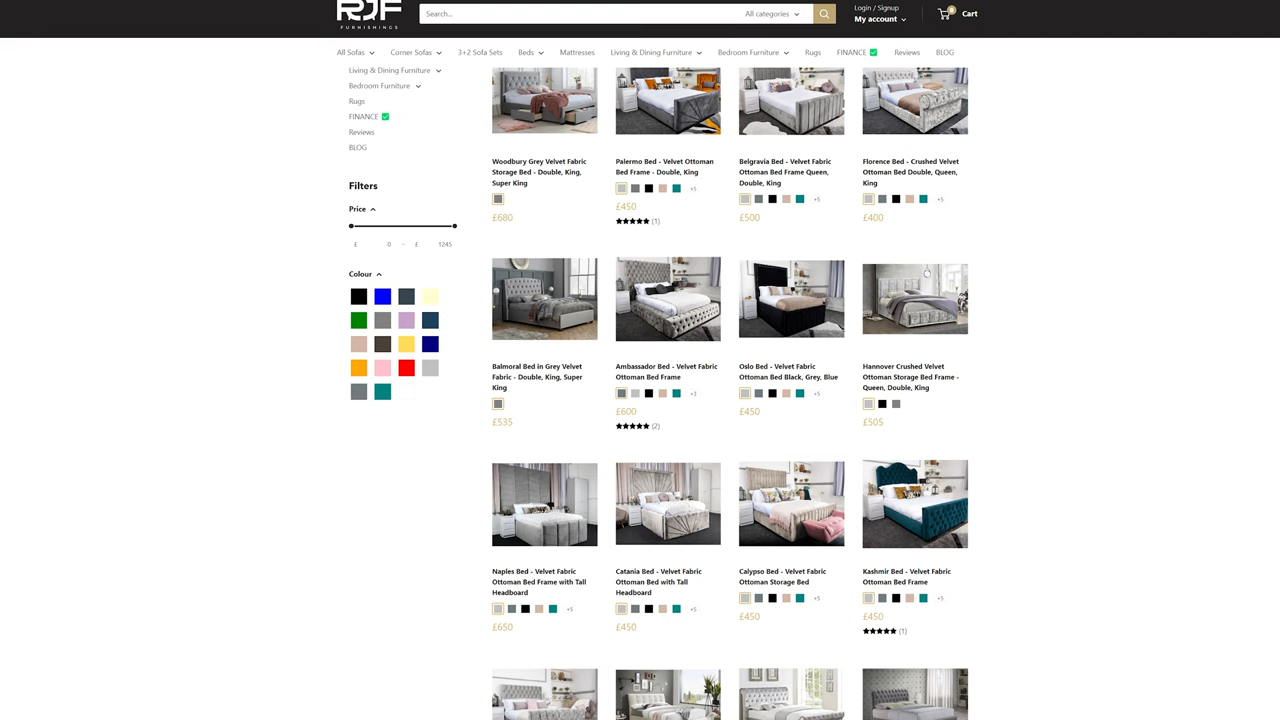 RJF
FURNISHINGS
Search...
All categories
Login / Signup
My account
0
Cart
All Sofas
Corner Sofas
3+2 Sofa Sets
Beds
Mattresses
Living & Dining Furniture
Bedroom Furniture
Rugs
FINANCE ✅
Reviews
BLOG
Living & Dining Furniture
Bedroom Furniture
Rugs
FINANCE ✅
Reviews
BLOG
Filters
Price
£ 0 - £ 1245
Colour
Woodbury Grey Velvet Fabric
Storage Bed - Double, King,
Super King
£680
Palermo Bed - Velvet Ottoman
Bed Frame - Double, King
+5
£450
★★★★★ (1)
Belgravia Bed - Velvet Fabric
Ottoman Bed Frame Queen,
Double, King
+5
£500
Florence Bed - Crushed Velvet
Ottoman Bed Double, Queen,
King
+5
£400
Balmoral Bed in Grey Velvet
Fabric - Double, King, Super
King
£535
Ambassador Bed - Velvet Fabric
Ottoman Bed Frame
+3
£600
★★★★★ (2)
Oslo Bed - Velvet Fabric
Ottoman Bed Black, Grey, Blue
+5
£450
Hannover Crushed Velvet
Ottoman Storage Bed Frame -
Queen, Double, King
£505
Naples Bed - Velvet Fabric
Ottoman Bed Frame with Tall
Headboard
+5
£650
Catania Bed - Velvet Fabric
Ottoman Bed with Tall
Headboard
+5
£450
Calypso Bed - Velvet Fabric
Ottoman Storage Bed
+5
£450
Kashmir Bed - Velvet Fabric
Ottoman Bed Frame
+5
£450
★★★★★ (1)